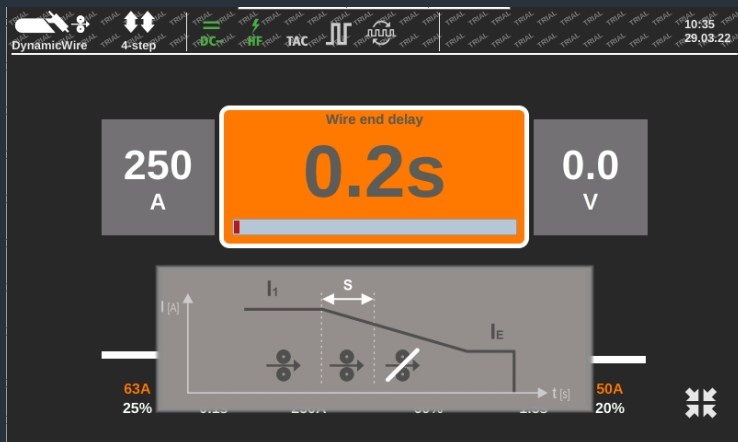 DynamicWire
4-step
DC-
HF
TAC
10:35
29.03.22
TRIAL
Wire end delay
250
A
0.2s
0.0
V
S
I1
I [A]
IE
t [s]
63A
50A
25%
20%